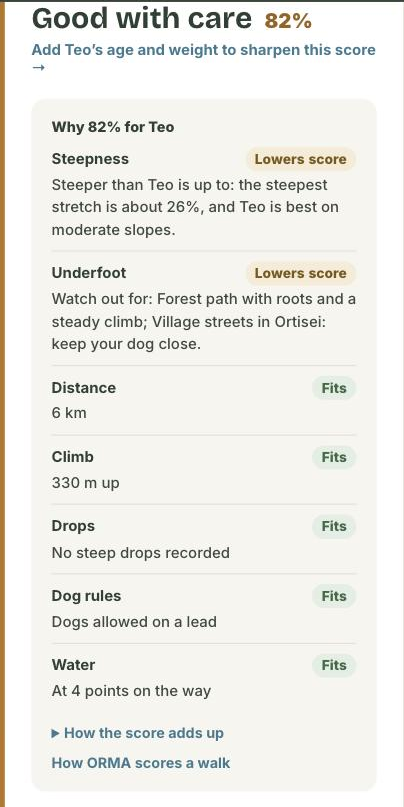 Good with care 82%
Add Teo’s age and weight to sharpen this score
→
Why 82% for Teo
Steepness Lowers score
Steeper than Teo is up to: the steepest
stretch is about 26%, and Teo is best on
moderate slopes.
Underfoot Lowers score
Watch out for: Forest path with roots and a
steady climb; Village streets in Ortisei:
keep your dog close.
Distance Fits
6 km
Climb Fits
330 m up
Drops Fits
No steep drops recorded
Dog rules Fits
Dogs allowed on a lead
Water Fits
At 4 points on the way
▶ How the score adds up
How ORMA scores a walk